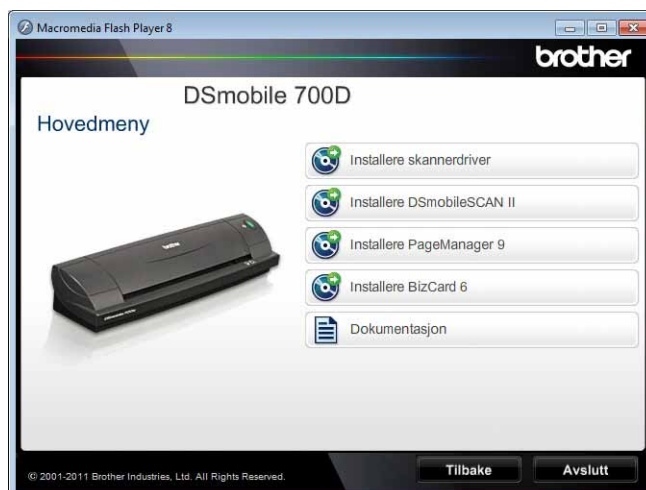 Macromedia Flash Player 8
brother
DSmobile 700D
Hovedmeny
Installere skannerdriver
Installere DSmobileSCAN II
Installere PageManager 9
Installere BizCard 6
Dokumentasjon
brother
© 2001-2011 Brother Industries, Ltd. All Rights Reserved.
Tilbake
Avslutt